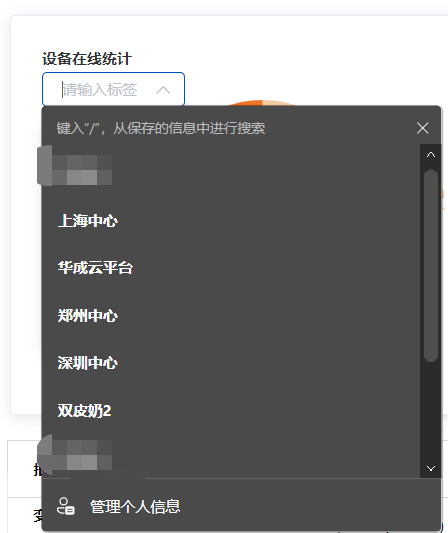 设备在线统计
请输入标签
键入“/”，从保存的信息中进行搜索
上海中心
华成云平台
郑州中心
深圳中心
双皮奶2
管理个人信息